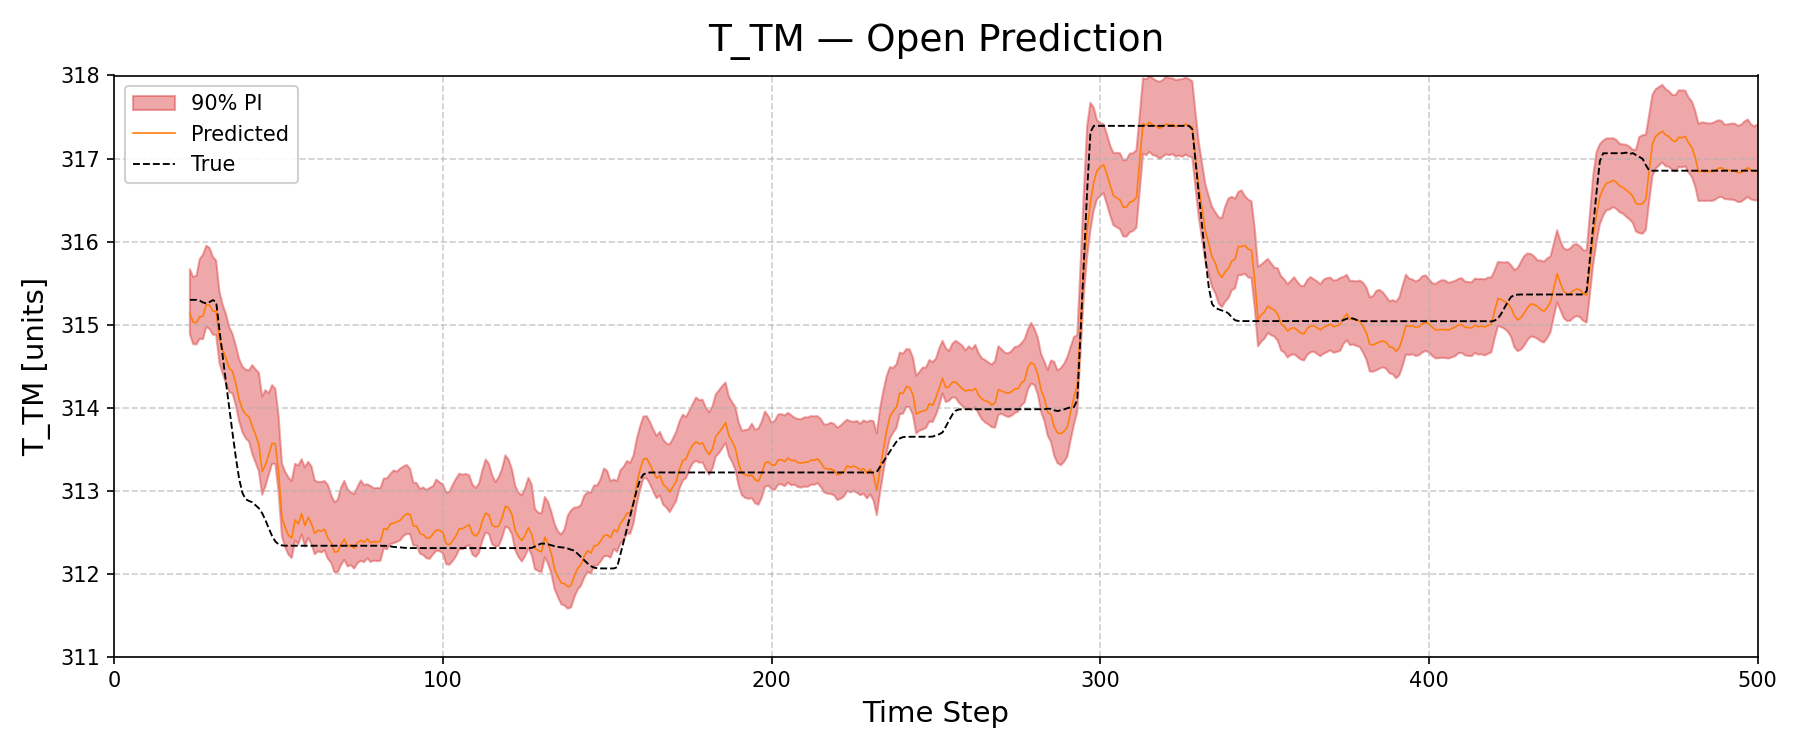 T_TM — Open Prediction
318
317
316
315
314
313
312
311
T_TM [units]
90% PI
Predicted
True
0
100
200
300
400
500
Time Step